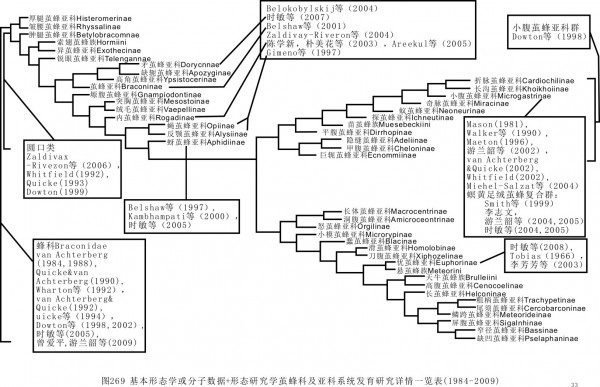 厚腿茧蜂亚科Histeromerinae
皱腰茧蜂亚科Rhyssalinae
肿腿茧蜂亚科Betylobracomnae
索翅茧蜂族Hormiini
异茧蜂亚科Exothecinae
锐眼茧蜂亚科Telengannae
矛茧蜂亚科Dorycnnae
缺翅茧蜂亚科Apozyginae
高角茧蜂亚科Ypsistocerinae
茧蜂亚科Braconinae
颚腹茧蜂亚科Gnampiondontinae
突腹茧蜂亚科Mesostoinae
绒毛茧蜂亚科Vaepellinae
内茧蜂亚科Rogadinae
蝇茧蜂亚科Opiinae
反颚茧蜂亚科Alysiinae
蚜茧蜂亚科Aphidiinae
Belokobylskij等(2004)
时敏等(2007)
Belshaw等(2001)
Zaldivay-Riveron等(2004)
陈学新，朴美花等(2003)，Areekul等(2005)
Gimeno等(1997)
小腹茧蜂亚科群
Dowton等(1998)
折脉茧蜂亚科Cardiochilinae
长沟茧蜂亚科Khoikhoiinae
小腹茧蜂亚科Microgastrinae
奇脉茧蜂亚科Miracinae
蚁茧蜂亚科Neoneurinae
探茧蜂亚科Ichneutinae
凿茧蜂族Muesebeckiini
平腹茧蜂亚科Dirrhopinae
隐缝茧蜂亚科Adeliinae
甲腹茧蜂亚科Cheloninae
巨板茧蜂亚科Ecnomminae
圆口类
Zaldivax
-Rivezon等(2006)，
Whitfield(1992),
Quicke(1993)
Dowton(1999)
Belshaw等(1997)，
Kambhampati等(2000)，
时敏等(2005)
Mason(1981),
Walker等(1990)，
Maeton(1996),
游兰韶等(2002)，
van Achterberg
&Quicke(2002),
Whitfield(2002)
Miehel-Salzat等(2004)
螟黄足绒茧蜂复合群：
Smith等(1999)
李志文，
游兰韶等(2004,2005)
时敏等(2004,2005)
长体茧蜂亚科Macrocentrinae
洞腹茧蜂亚科Amicroceontrinae
怒茧蜂亚科Orgilinae
小模茧蜂亚科Microrypinae
蠹茧蜂亚科Blacinae
滑茧蜂亚科Homolobinae
刀腹茧蜂亚科Xiphozelinae
优茧蜂亚科Euphorinae
悬茧蜂族Meteorini
天牛茧蜂亚科Brulleiini
高腹茧蜂亚科Cenocoelinae
长茧蜂亚科Helconinae
粗柄茧蜂亚科Trachypetinae
尾须茧蜂亚科Cercobarconinae
鳞跨茧蜂亚科Meteorideinae
屏腹茧蜂亚科Sigalnhinae
窄径茧蜂亚科Bassinae
缺凹茧蜂亚科Pselaphaninae
时敏等(2008),
Tobias(1966)
李芳芳等(2003)
蜂科Braconidae
van Achterberg
(1984,1988),
Quicke&van
Achterberg(1990),
Wharton等(1992)，
van Achterberg&
Quicke(1992),
uicke等(1994)，
Dowton等(1998,2002),
时敏等(2005),
曾爱平,游兰韶等(2009)
图269 基本形态学或分子数据+形态研究学茧蜂科及亚科系统发育研究详情一览表(1984-2009)
33